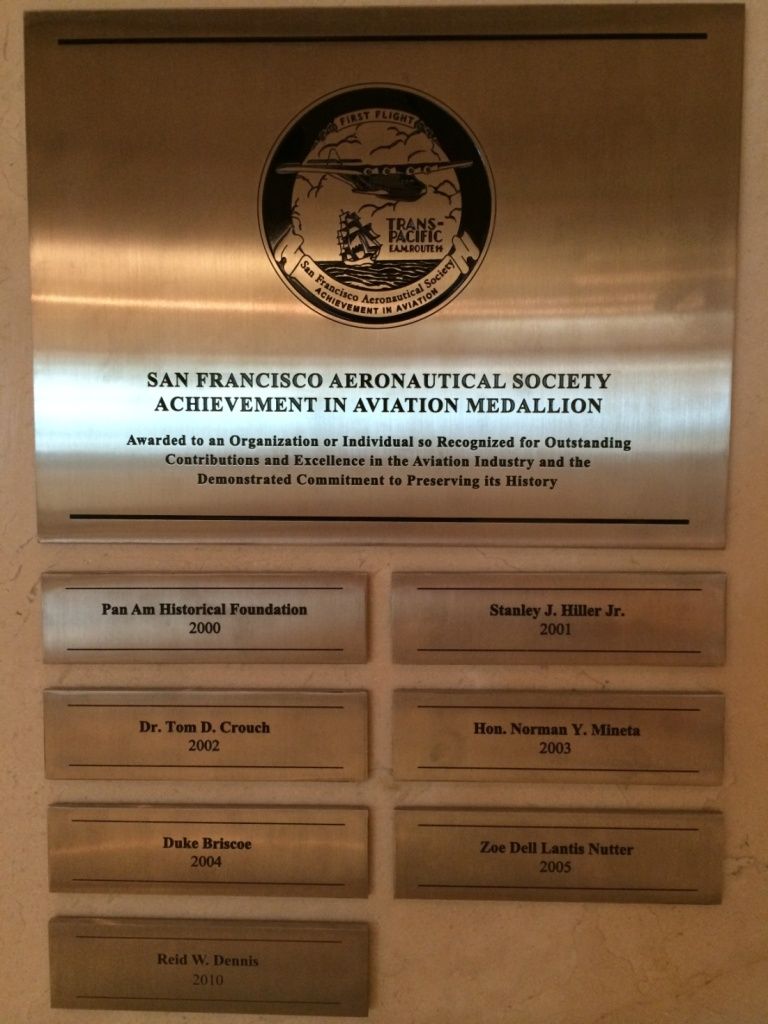 FIRST FLIGHT
TRANS-
PACIFIC
F.A.M. ROUTE 14
San Francisco Aeronautical Society
ACHIEVEMENT IN AVIATION
SAN FRANCISCO AERONAUTICAL SOCIETY
ACHIEVEMENT IN AVIATION MEDALLION
Awarded to an Organization or Individual so Recognized for Outstanding
Contributions and Excellence in the Aviation Industry and the
Demonstrated Commitment to Preserving its History
Pan Am Historical Foundation
2000
Stanley J. Hiller Jr.
2001
Dr. Tom D. Crouch
2002
Hon. Norman Y. Mineta
2003
Duke Briscoe
2004
Zoe Dell Lantis Nutter
2005
Reid W. Dennis
2010